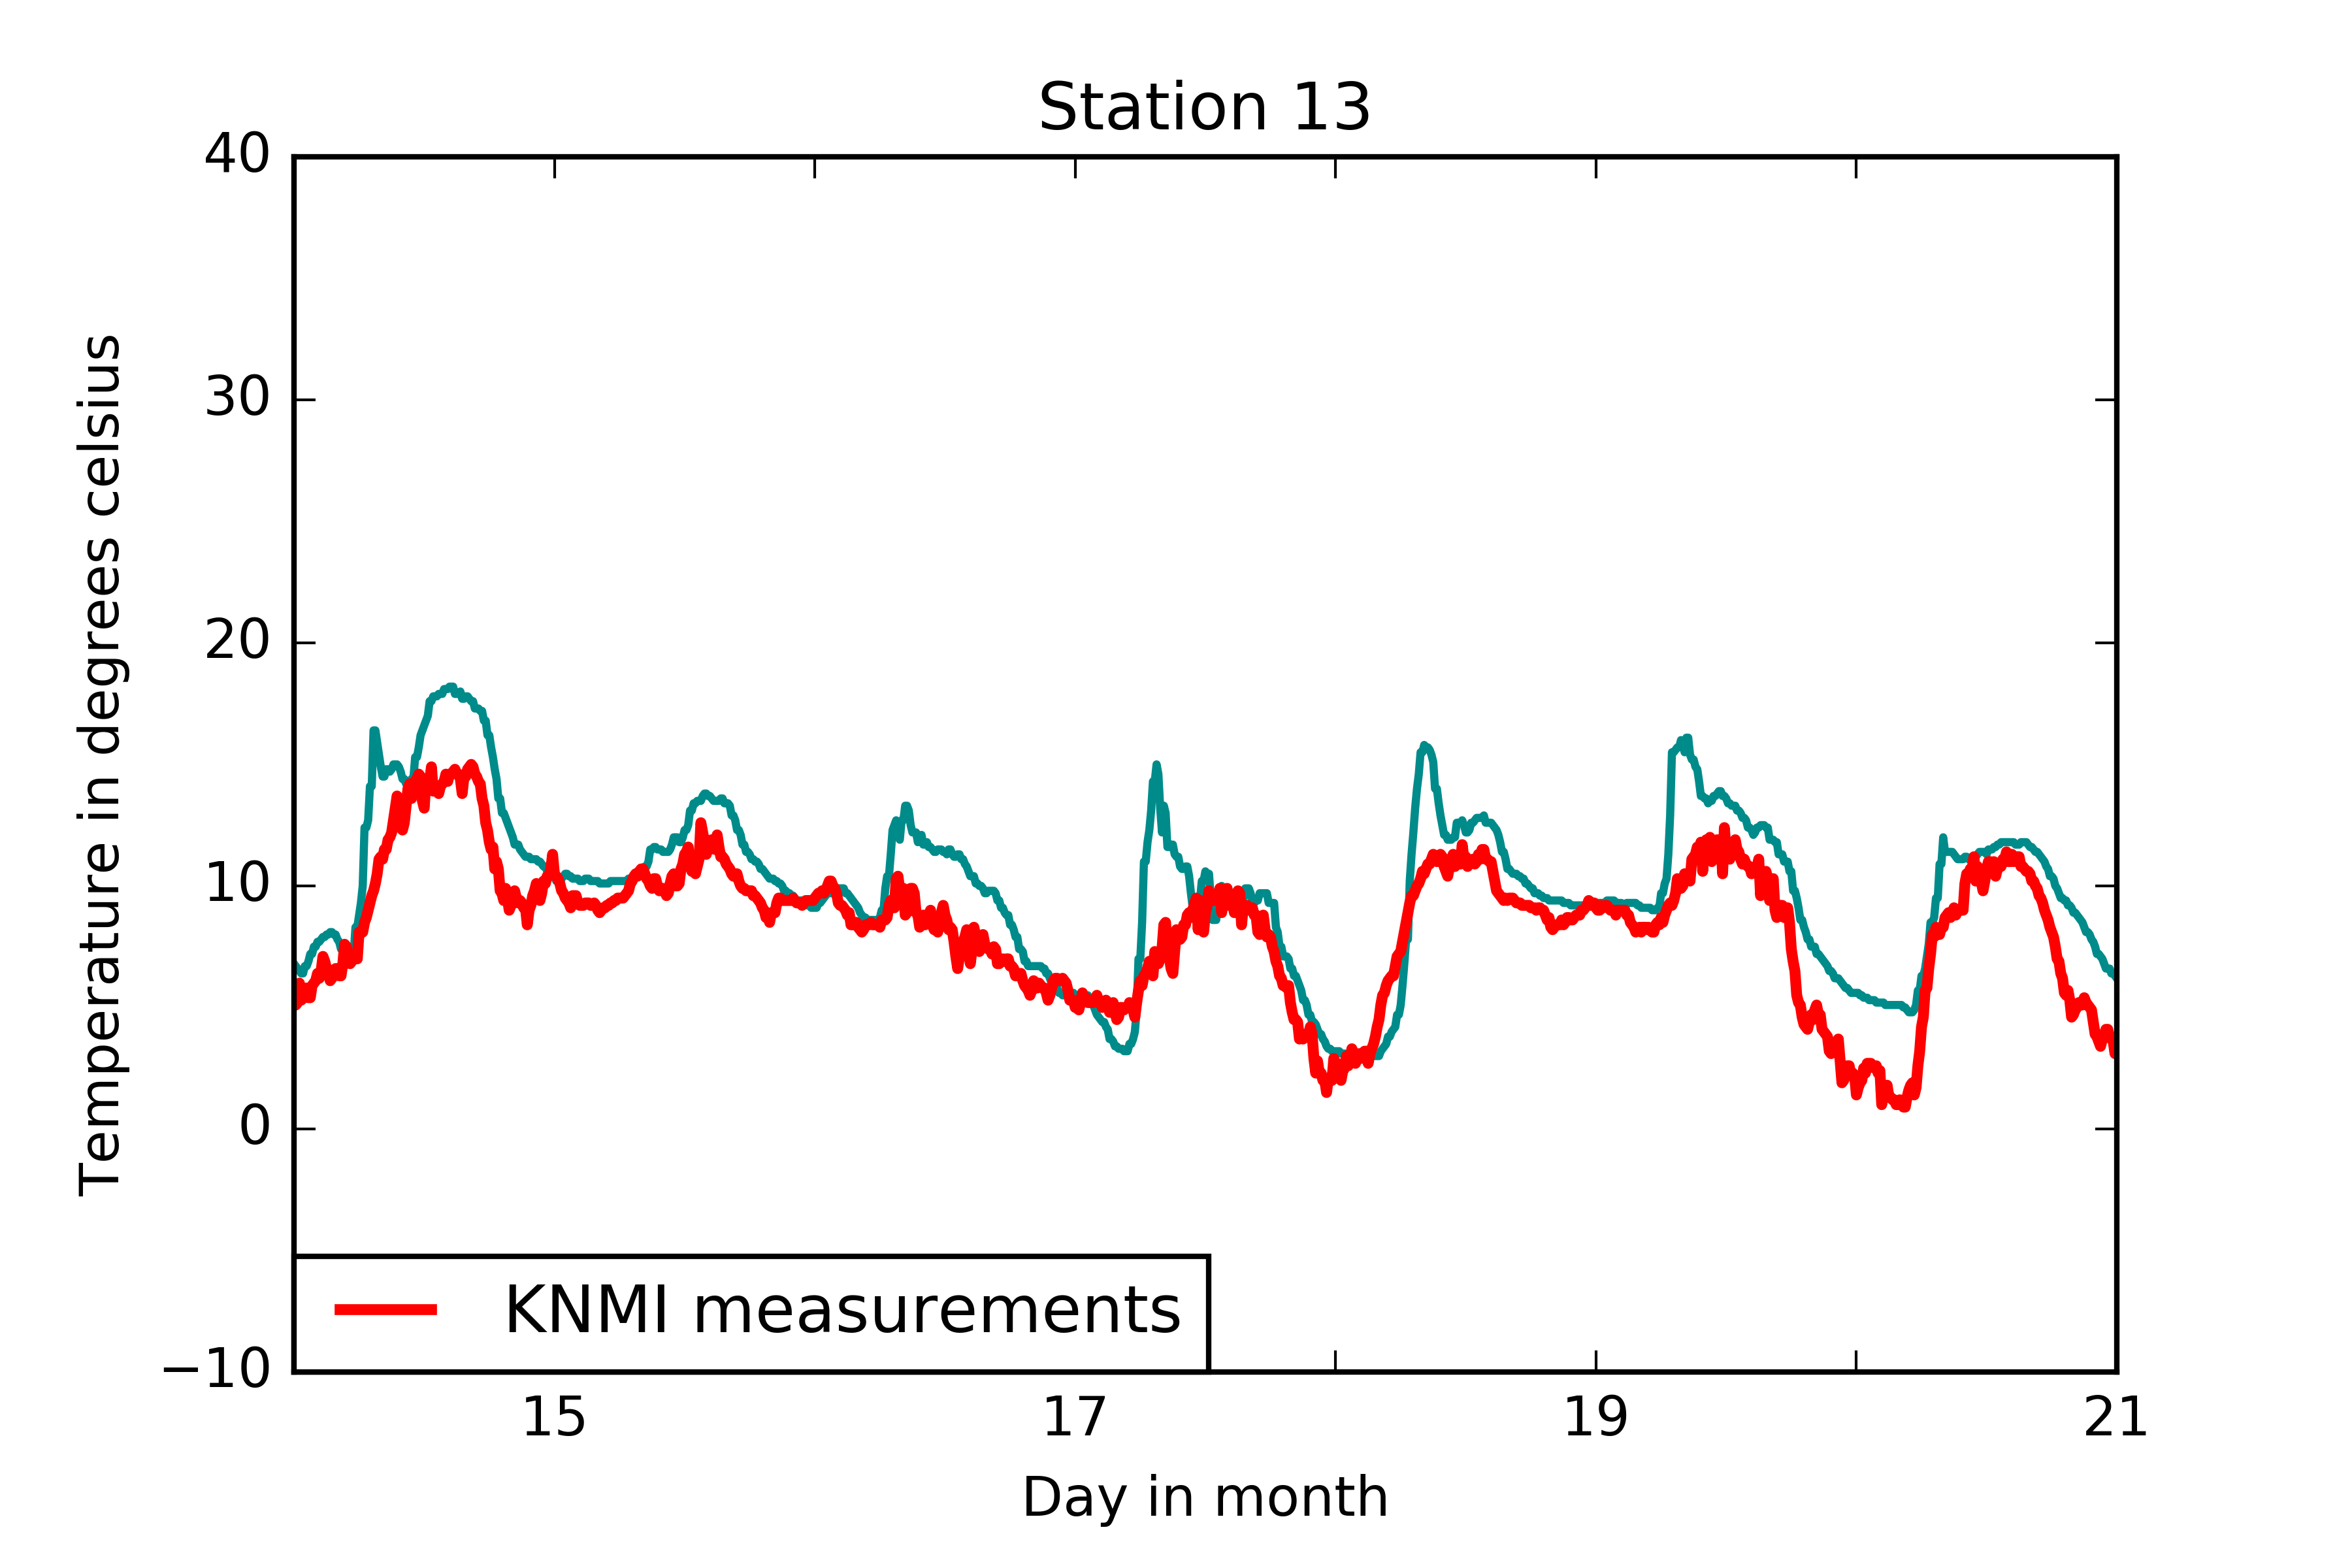 Station 13
40
30
20
10
0
−10
Temperature in degrees celsius
KNMI measurements
15 17 19 21
Day in month